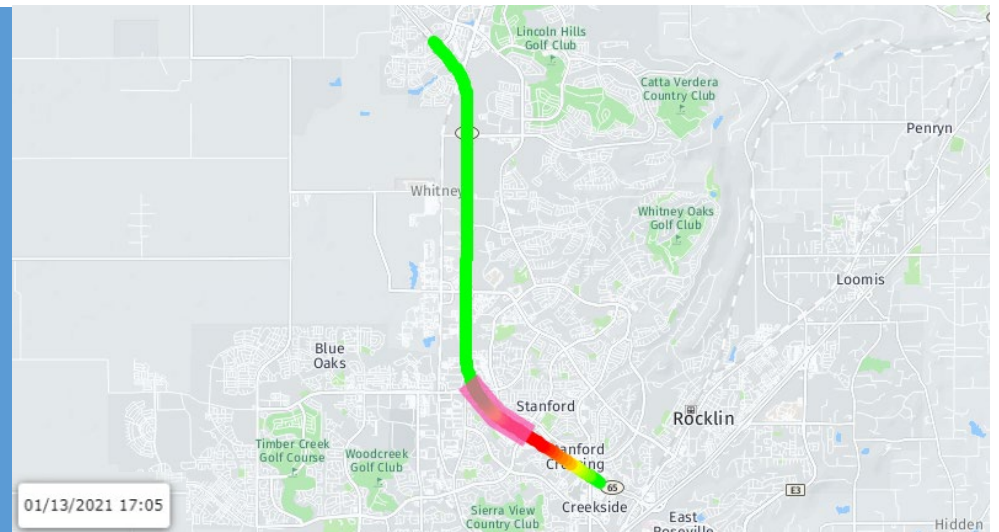 Lincoln Hills
Golf Club
Catta Verdera
Country Club
Penryn
Whitney
Whitney Oaks
Golf Club
Loomis
Blue
Oaks
Stanford
Rocklin
Timber Creek
Golf Course
Woodcreek
Golf Club
65
E3
01/13/2021 17:05
Sierra View
Country Club
Creekside
East
Roseville
Hidden